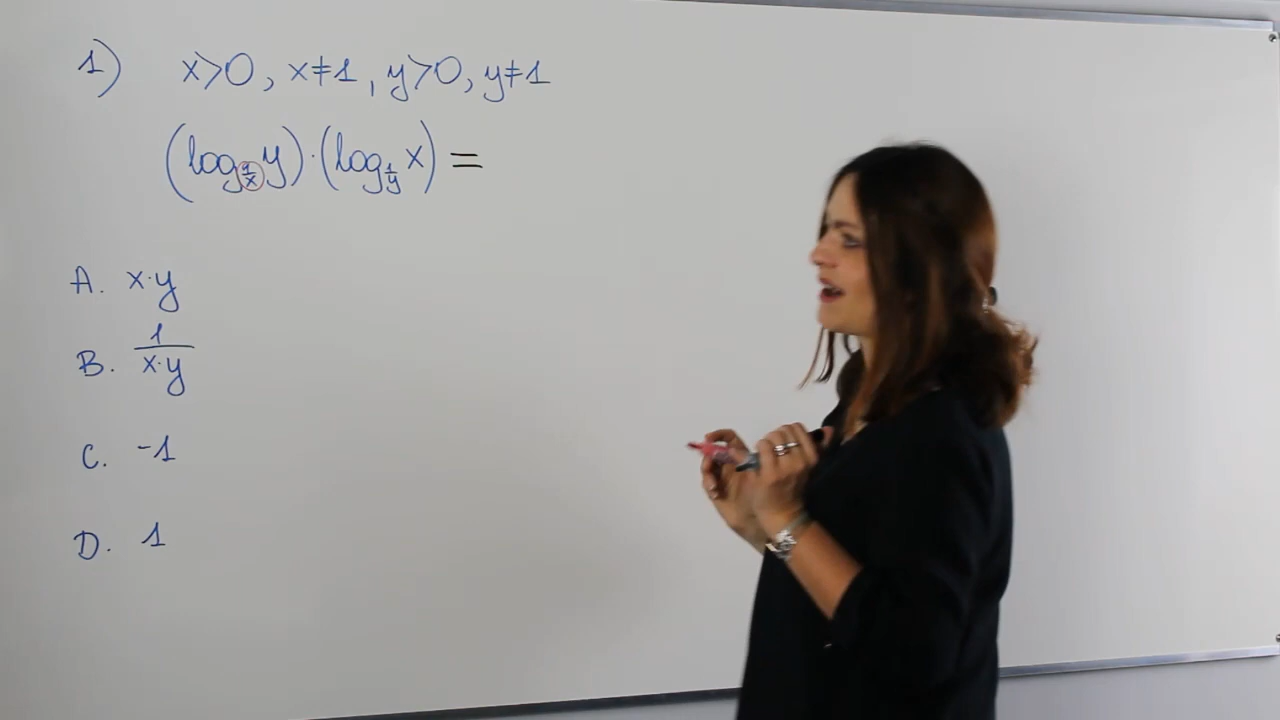 1) x>0, x≠1, y>0, y≠1
(log_{1/x} y)·(log_{1/y} x) =
A. x·y
B. 1/(x·y)
C. -1
D. 1